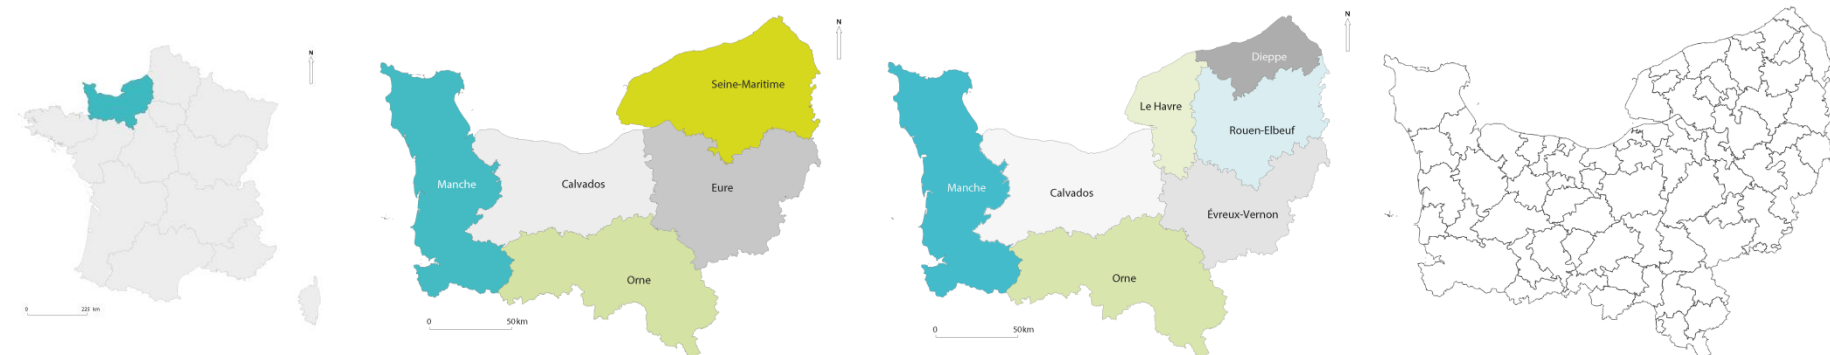 N
0
223 km
N
Seine-Maritime
Manche
Calvados
Eure
Orne
0
50km
N
Dieppe
Le Havre
Rouen-Elbeuf
Manche
Calvados
Évreux-Vernon
Orne
0
50km